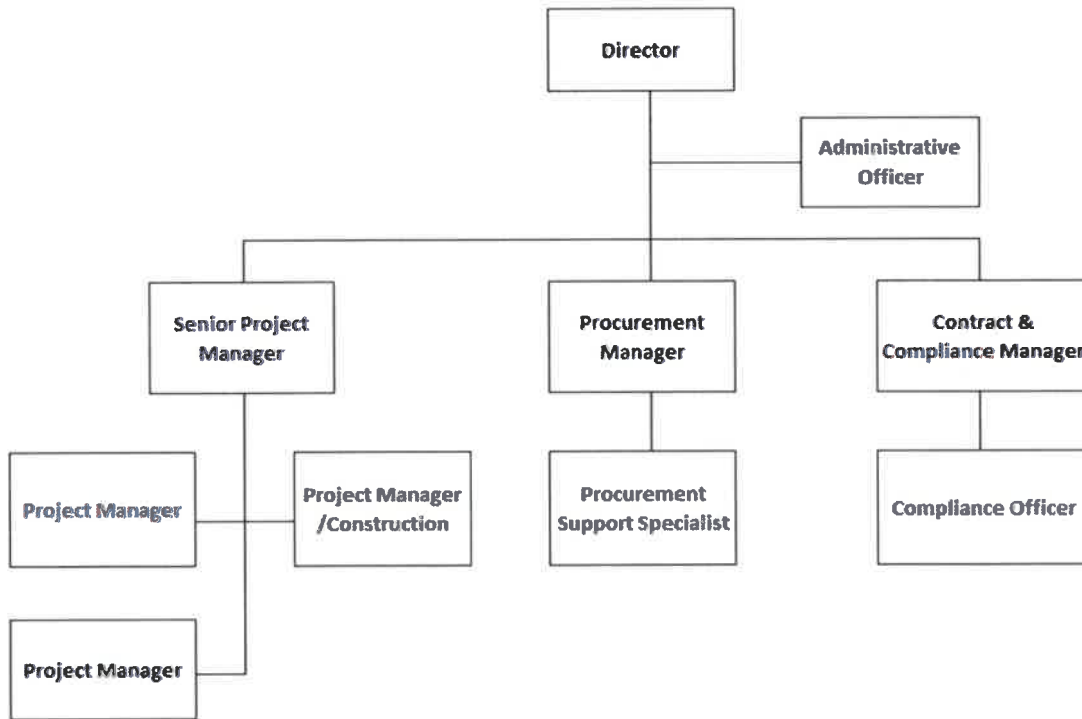 Director
Administrative
Officer
Senior Project
Manager
Procurement
Manager
Contract &
Compliance Manager
Project Manager
Project Manager
/Construction
Procurement
Support Specialist
Compliance Officer
Project Manager